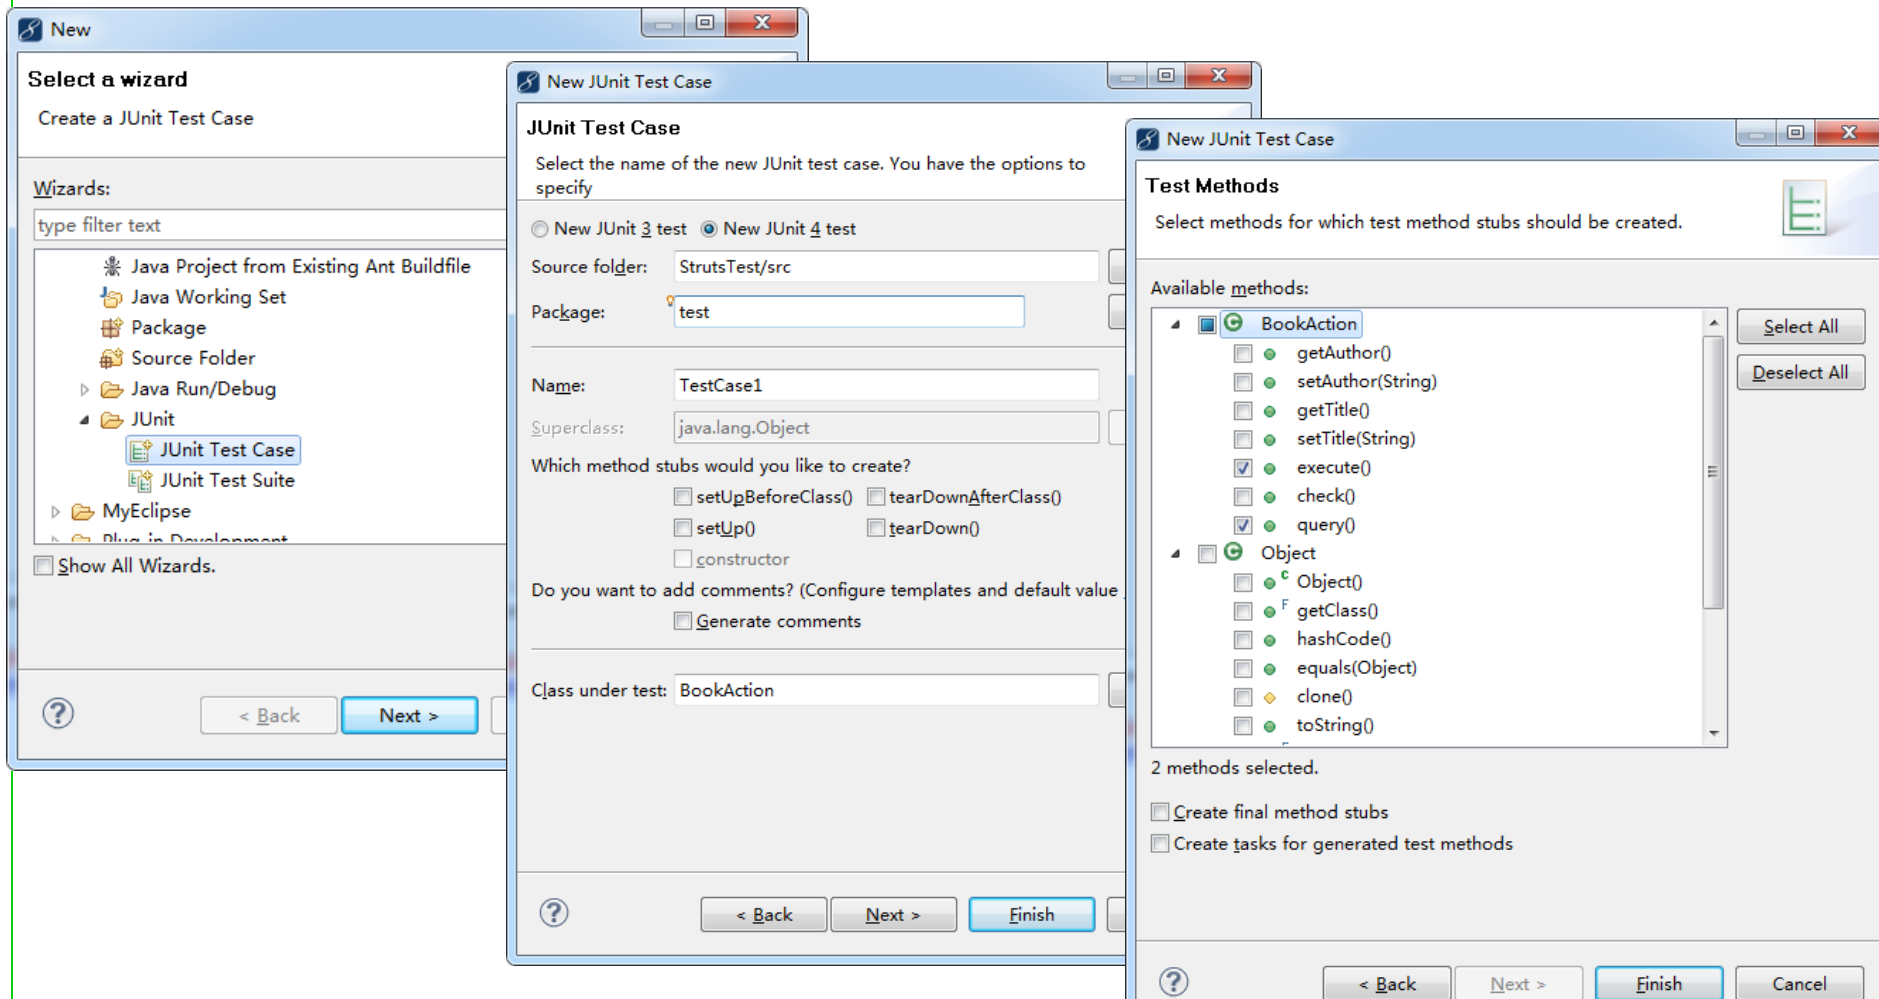 New
Select a wizard
Create a JUnit Test Case
Wizards:
type filter text
Java Project from Existing Ant Buildfile
Java Working Set
Package
Source Folder
Java Run/Debug
JUnit
JUnit Test Case
JUnit Test Suite
MyEclipse
Plug-in Development
Show All Wizards.
< Back
Next >
New JUnit Test Case
JUnit Test Case
Select the name of the new JUnit test case. You have the options to
specify
New JUnit 3 test New JUnit 4 test
Source folder: StrutsTest/src
Package: test
Name: TestCase1
Superclass: java.lang.Object
Which method stubs would you like to create?
setUpBeforeClass() tearDownAfterClass()
setUp() tearDown()
constructor
Do you want to add comments? (Configure templates and default value
Generate comments
Class under test: BookAction
< Back Next > Finish
New JUnit Test Case
Test Methods
Select methods for which test method stubs should be created.
Available methods:
BookAction
getAuthor()
setAuthor(String)
getTitle()
setTitle(String)
execute()
check()
query()
Object
Object()
getClass()
hashCode()
equals(Object)
clone()
toString()
Select All
Deselect All
2 methods selected.
Create final method stubs
Create tasks for generated test methods
< Back Next > Finish Cancel